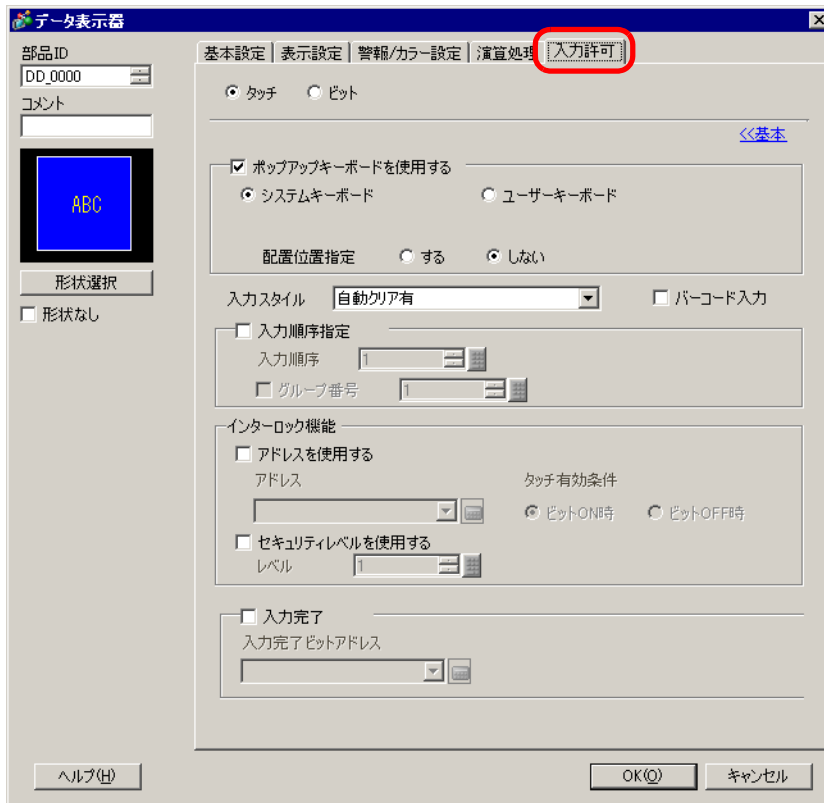 データ表示器
部品ID
DD_0000
コメント
ABC
形状選択
形状なし
基本設定 表示設定 警報/カラー設定 演算処理 入力許可
タッチ ビット
<<基本
ポップアップキーボードを使用する
システムキーボード ユーザーキーボード
配置位置指定 する しない
入力スタイル 自動クリア有 バーコード入力
入力順序指定
入力順序 1
グループ番号 1
インターロック機能
アドレスを使用する
アドレス タッチ有効条件
ビットON時 ビットOFF時
セキュリティレベルを使用する
レベル 1
入力完了
入力完了ビットアドレス
ヘルプ(H) OK(O) キャンセル